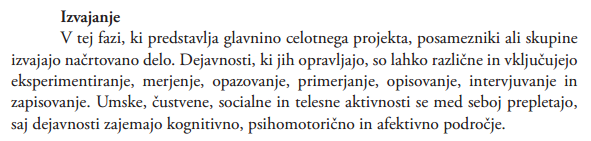 Izvajanje
V tej fazi, ki predstavlja glavnino celotnega projekta, posamezniki ali skupine
izvajajo načrtovano delo. Dejavnosti, ki jih opravljajo, so lahko različne in vključujejo
eksperimentiranje, merjenje, opazovanje, primerjanje, opisovanje, intervjuvanje in
zapisovanje. Umske, čustvene, socialne in telesne aktivnosti se med seboj prepletajo,
saj dejavnosti zajemajo kognitivno, psihomotorično in afektivno področje.